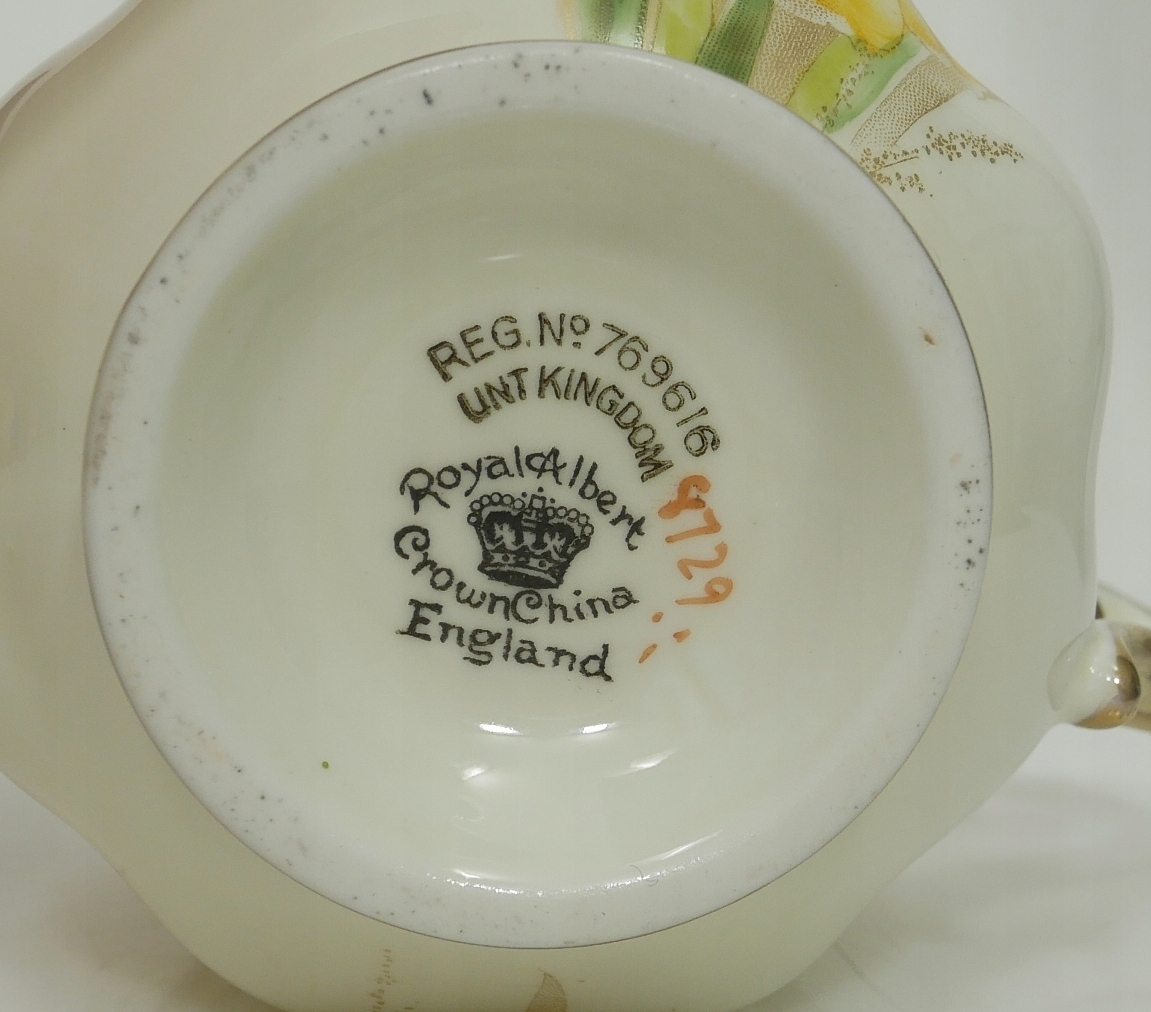 REG. Nº 769616
UNT KINGDOM
Royal Albert
Crown China
England
8729